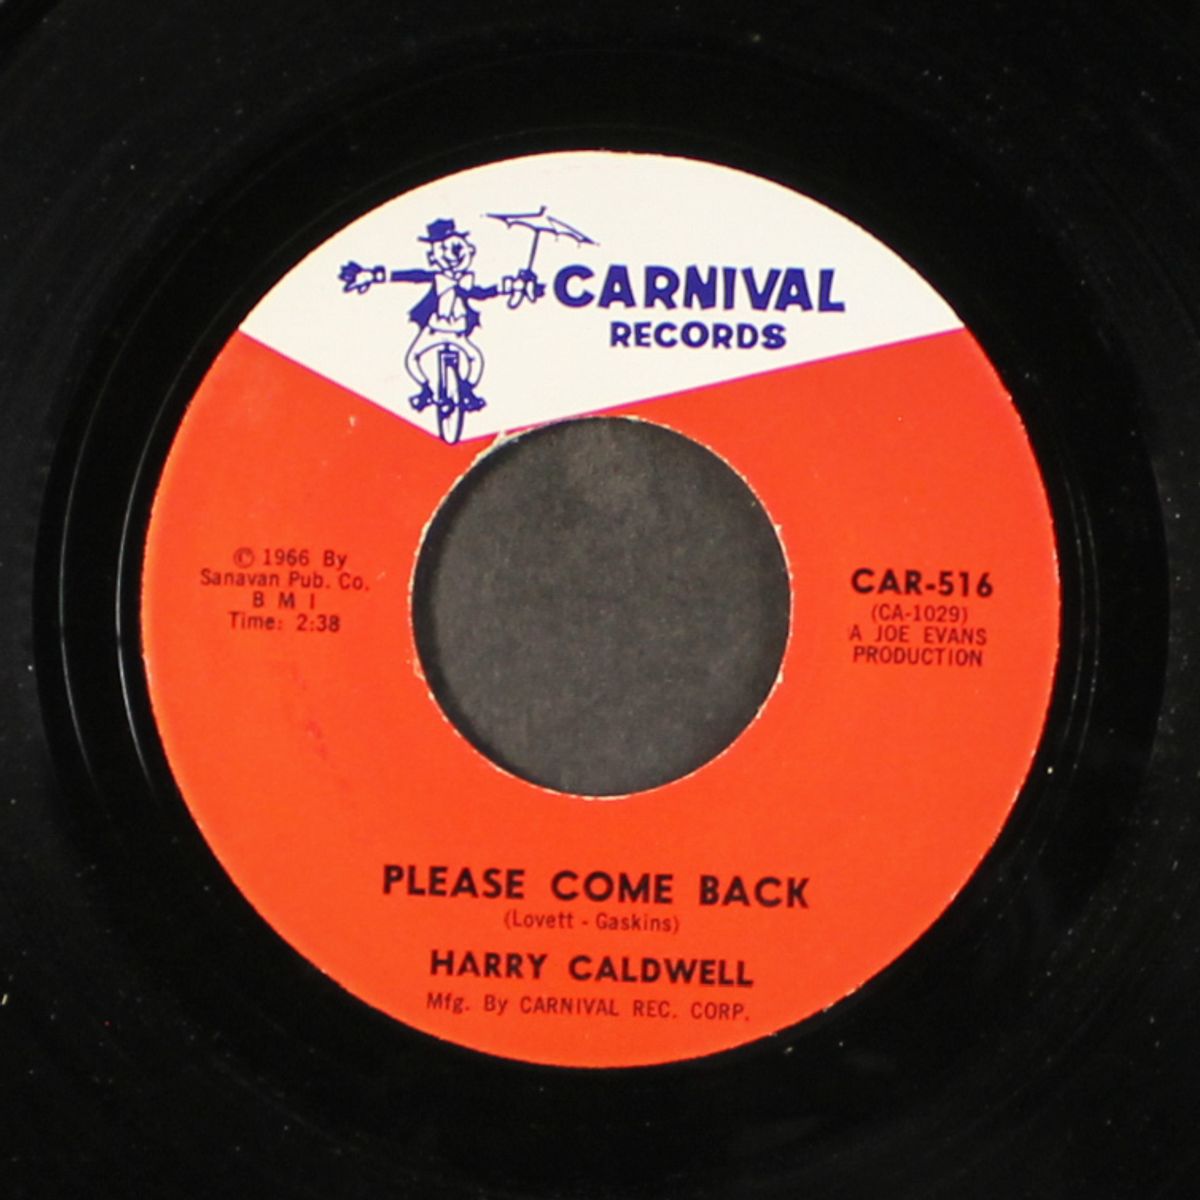 CARNIVAL
RECORDS
© 1966 By
Sanavan Pub. Co.
B M I
Time: 2:38
CAR-516
(CA-1029)
A JOE EVANS
PRODUCTION
PLEASE COME BACK
(Lovett - Gaskins)
HARRY CALDWELL
Mfg. By CARNIVAL REC. CORP.